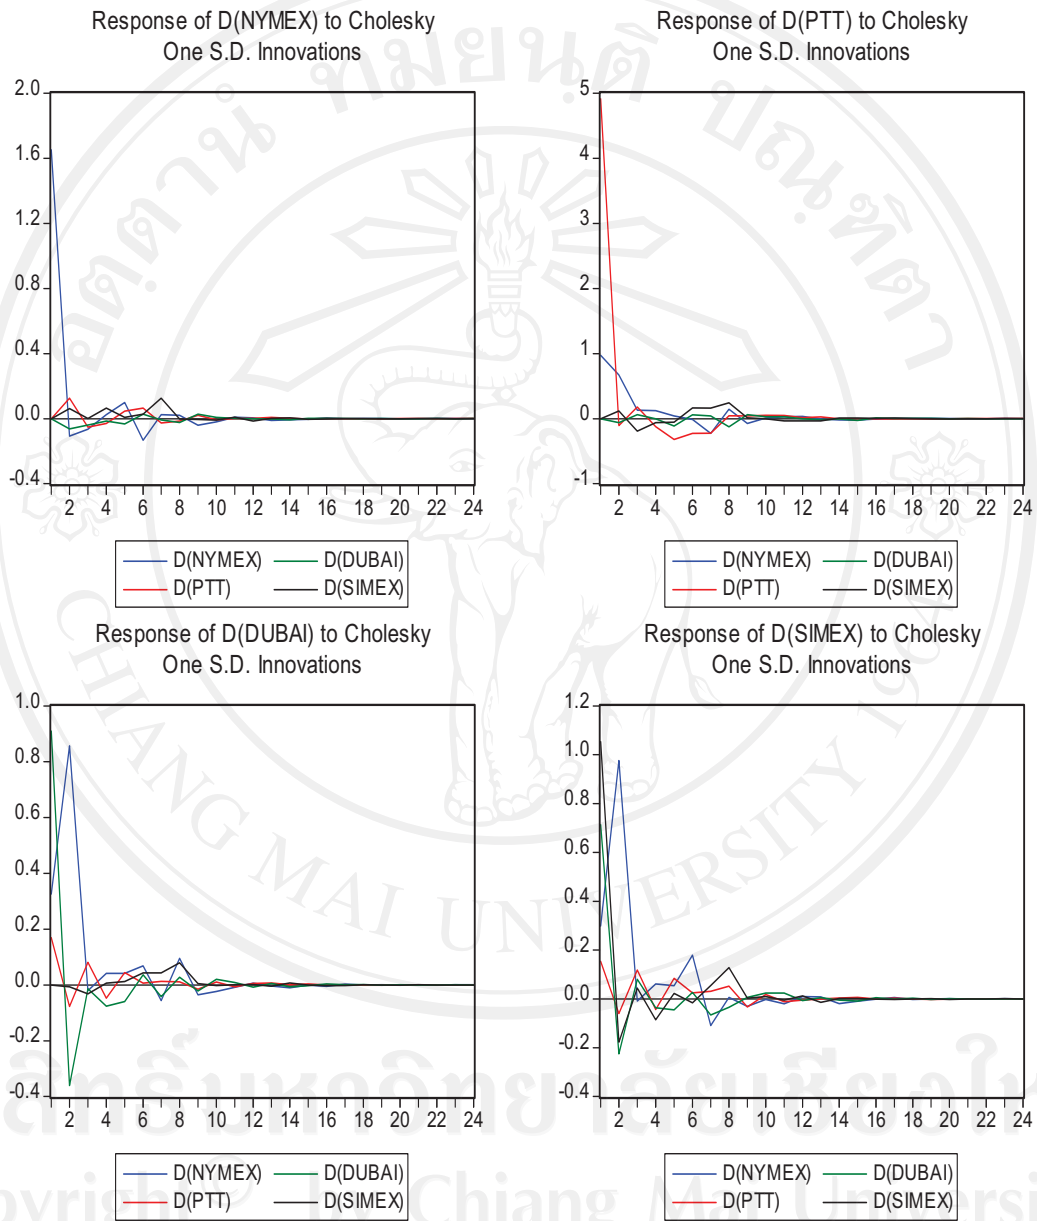 Response of D(NYMEX) to Cholesky
One S.D. Innovations
2.0
1.6
1.2
0.8
0.4
0.0
-0.4
2 4 6 8 10 12 14 16 18 20 22 24
D(NYMEX) D(DUBAI)
D(PTT) D(SIMEX)
Response of D(PTT) to Cholesky
One S.D. Innovations
5
4
3
2
1
0
-1
2 4 6 8 10 12 14 16 18 20 22 24
D(NYMEX) D(DUBAI)
D(PTT) D(SIMEX)
Response of D(DUBAI) to Cholesky
One S.D. Innovations
1.0
0.8
0.6
0.4
0.2
0.0
-0.2
-0.4
2 4 6 8 10 12 14 16 18 20 22 24
D(NYMEX) D(DUBAI)
D(PTT) D(SIMEX)
Response of D(SIMEX) to Cholesky
One S.D. Innovations
1.2
1.0
0.8
0.6
0.4
0.2
0.0
-0.2
-0.4
2 4 6 8 10 12 14 16 18 20 22 24
D(NYMEX) D(DUBAI)
D(PTT) D(SIMEX)
CHIANG MAI UNIVERSITY 1964
by Chiang Mai